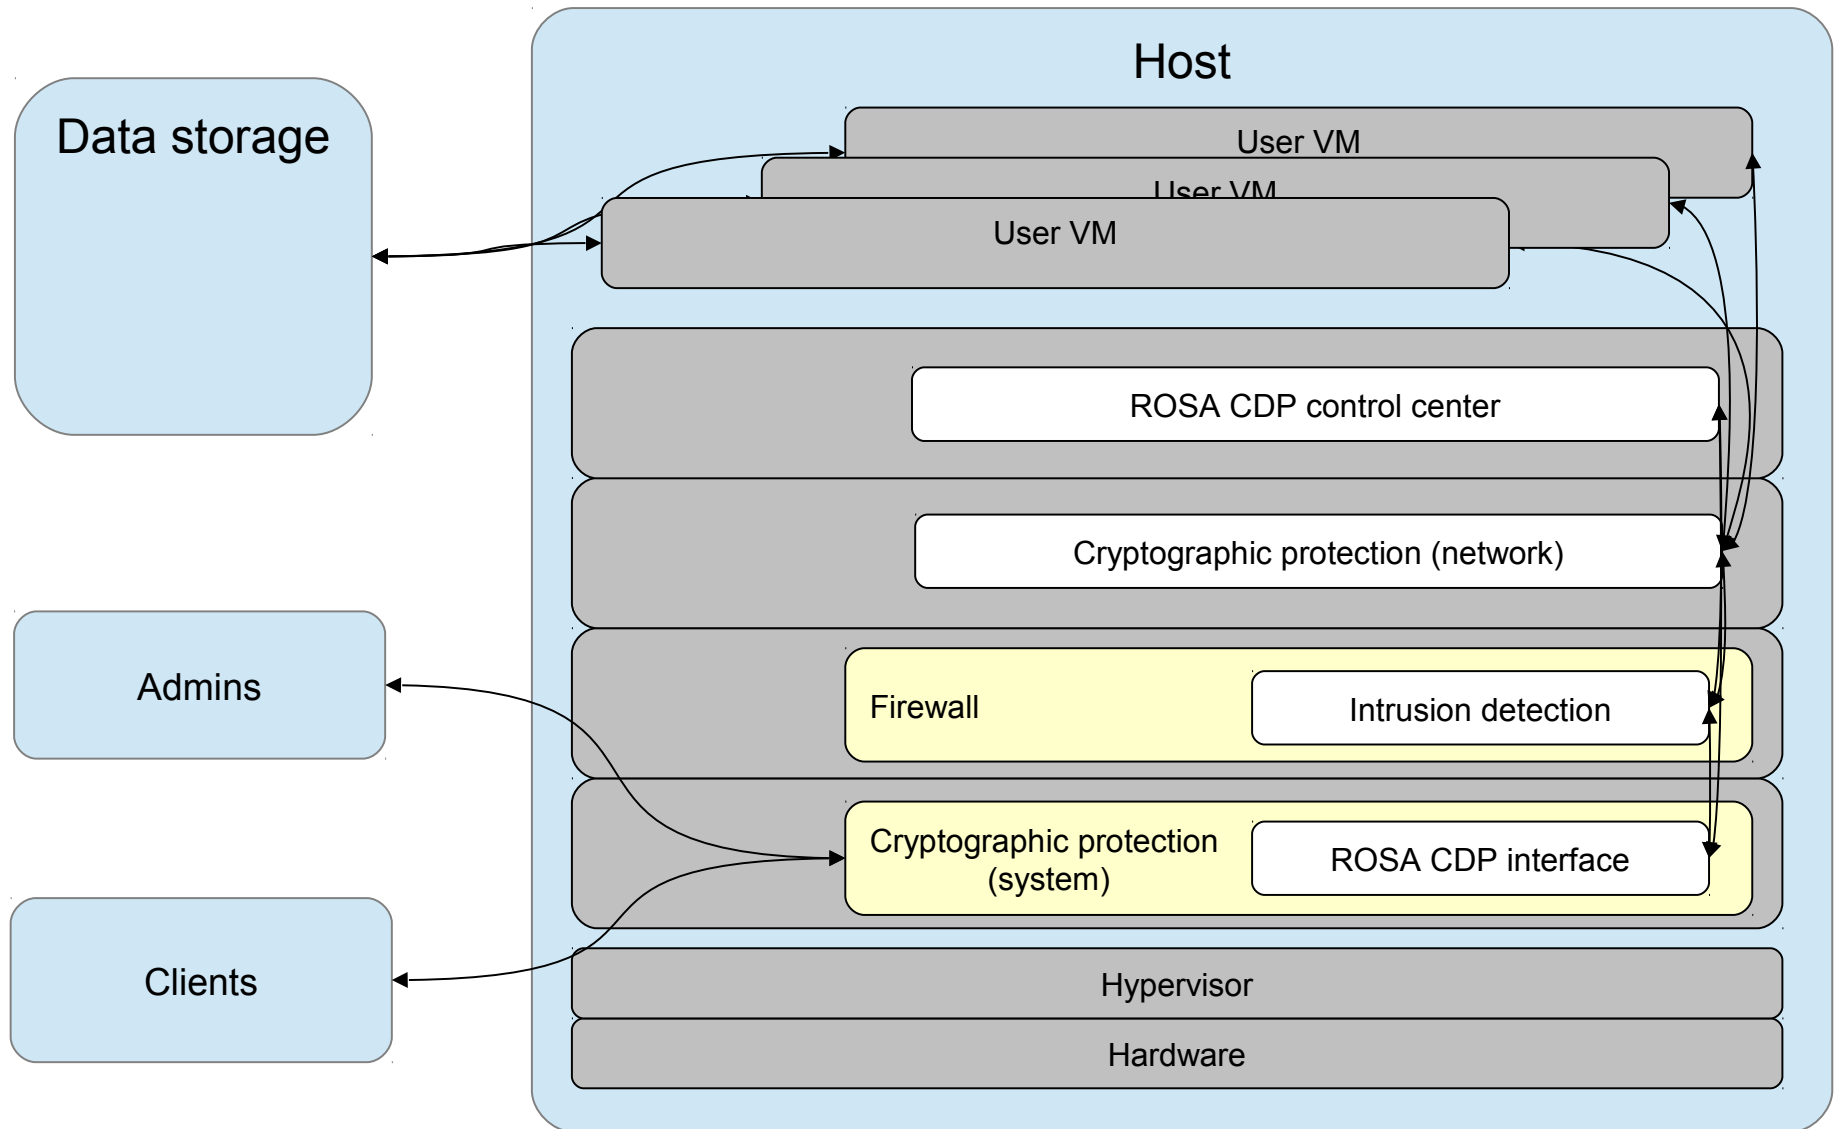 Host
Data storage
User VM
User VM
User VM
ROSA CDP control center
Cryptographic protection (network)
Admins
Firewall
Intrusion detection
Cryptographic protection
(system)
ROSA CDP interface
Clients
Hypervisor
Hardware